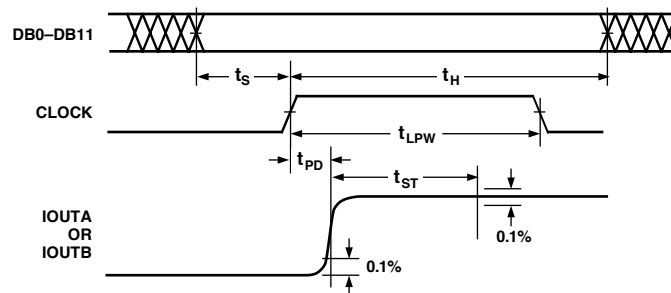 DB0–DB11
tS
tH
CLOCK
tLPW
tPD
tST
IOUTA
OR
IOUTB
0.1%
0.1%